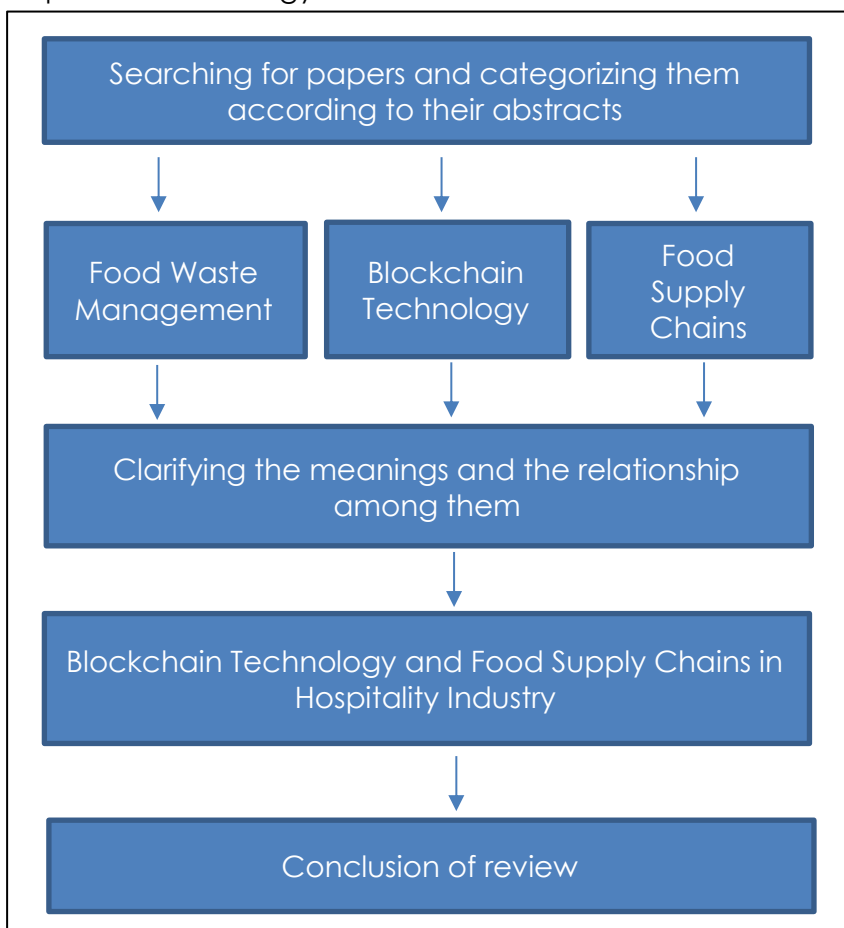 Searching for papers and categorizing them
according to their abstracts
Food Waste
Management
Blockchain
Technology
Food
Supply
Chains
Clarifying the meanings and the relationship
among them
Blockchain Technology and Food Supply Chains in
Hospitality Industry
Conclusion of review